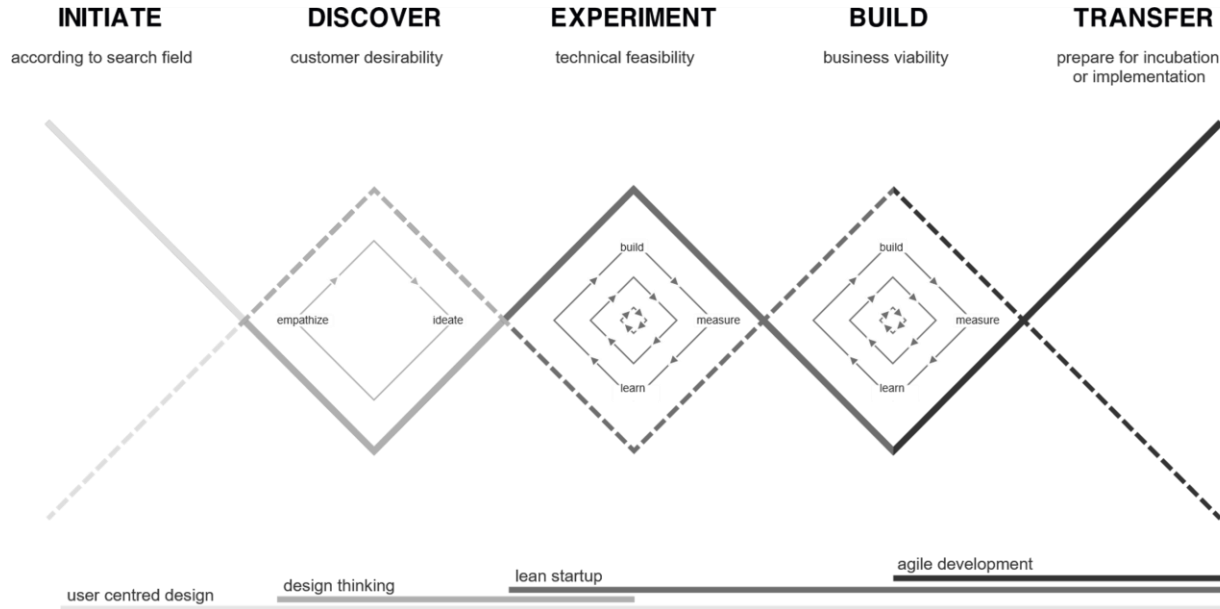 INITIATE
according to search field
DISCOVER
customer desirability
EXPERIMENT
technical feasibility
BUILD
business viability
TRANSFER
prepare for incubation
or implementation
empathize
ideate
build
measure
learn
build
measure
learn
user centred design
design thinking
lean startup
agile development